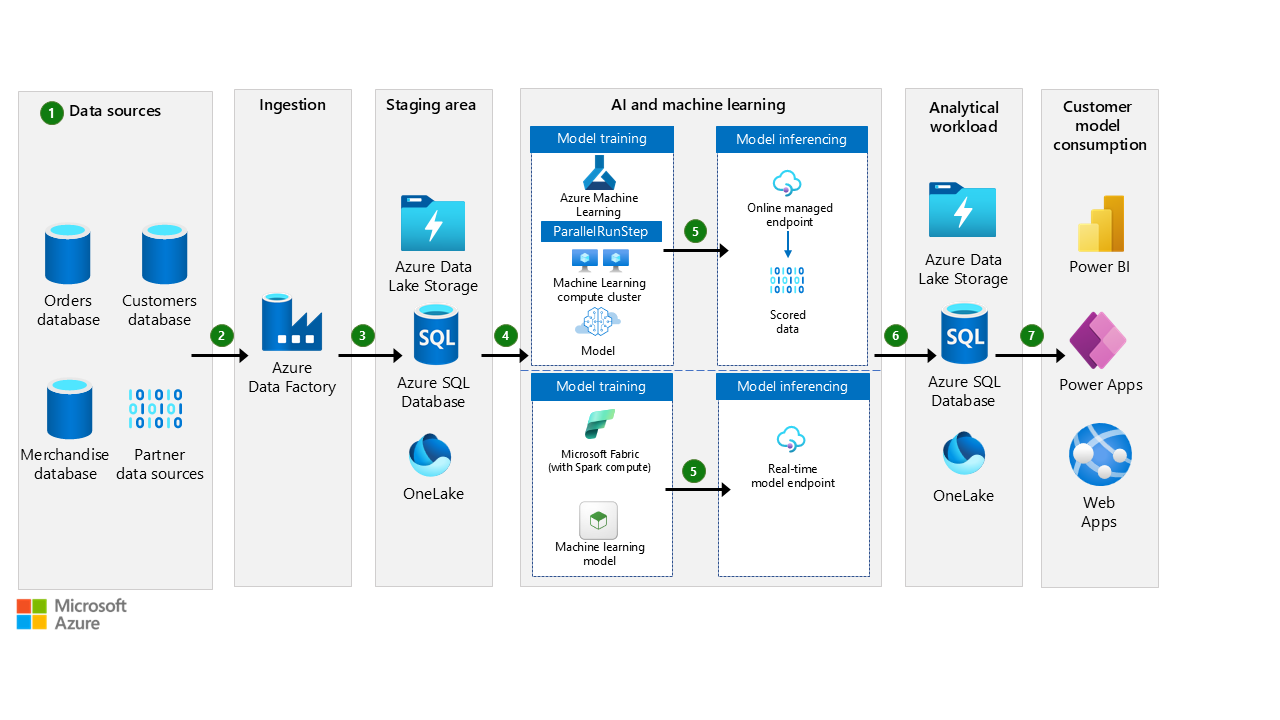 1 Data sources
Orders
database
Customers
database
Merchandise
database
Partner
data sources
2
Ingestion
Azure
Data Factory
3
Staging area
Azure Data
Lake Storage
SQL
Azure SQL
Database
OneLake
4
AI and machine learning
Model training
Azure Machine
Learning
ParallelRunStep
Machine Learning
compute cluster
Model
5
Model inferencing
Online managed
endpoint
Scored
data
Model training
Microsoft Fabric
(with Spark compute)
Machine learning
model
5
Model inferencing
Real-time
model endpoint
6
Analytical
workload
Azure Data
Lake Storage
SQL
Azure SQL
Database
OneLake
7
Customer
model
consumption
Power BI
Power Apps
Web
Apps
Microsoft
Azure